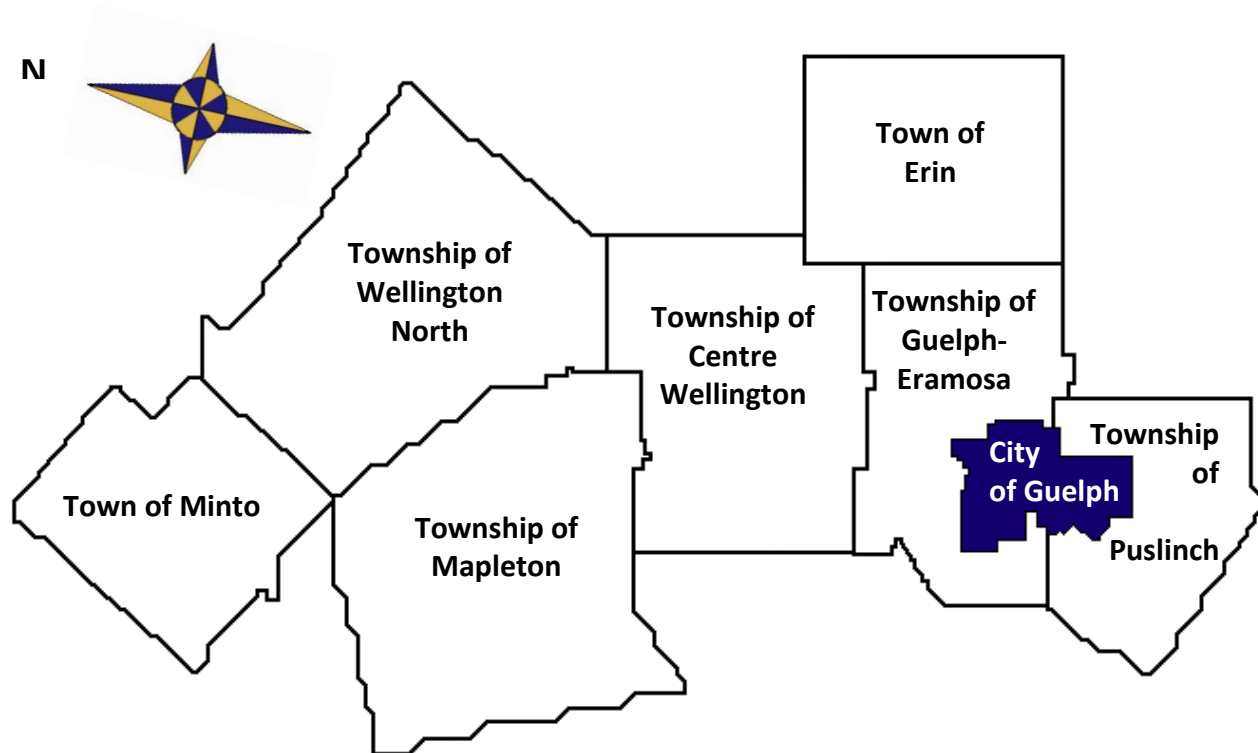 N
Town of
Erin
Township of
Wellington
North
Township of
Centre
Wellington
Township of
Guelph-
Eramosa
Township
of
Puslinch
City
of Guelph
Town of Minto
Township of
Mapleton